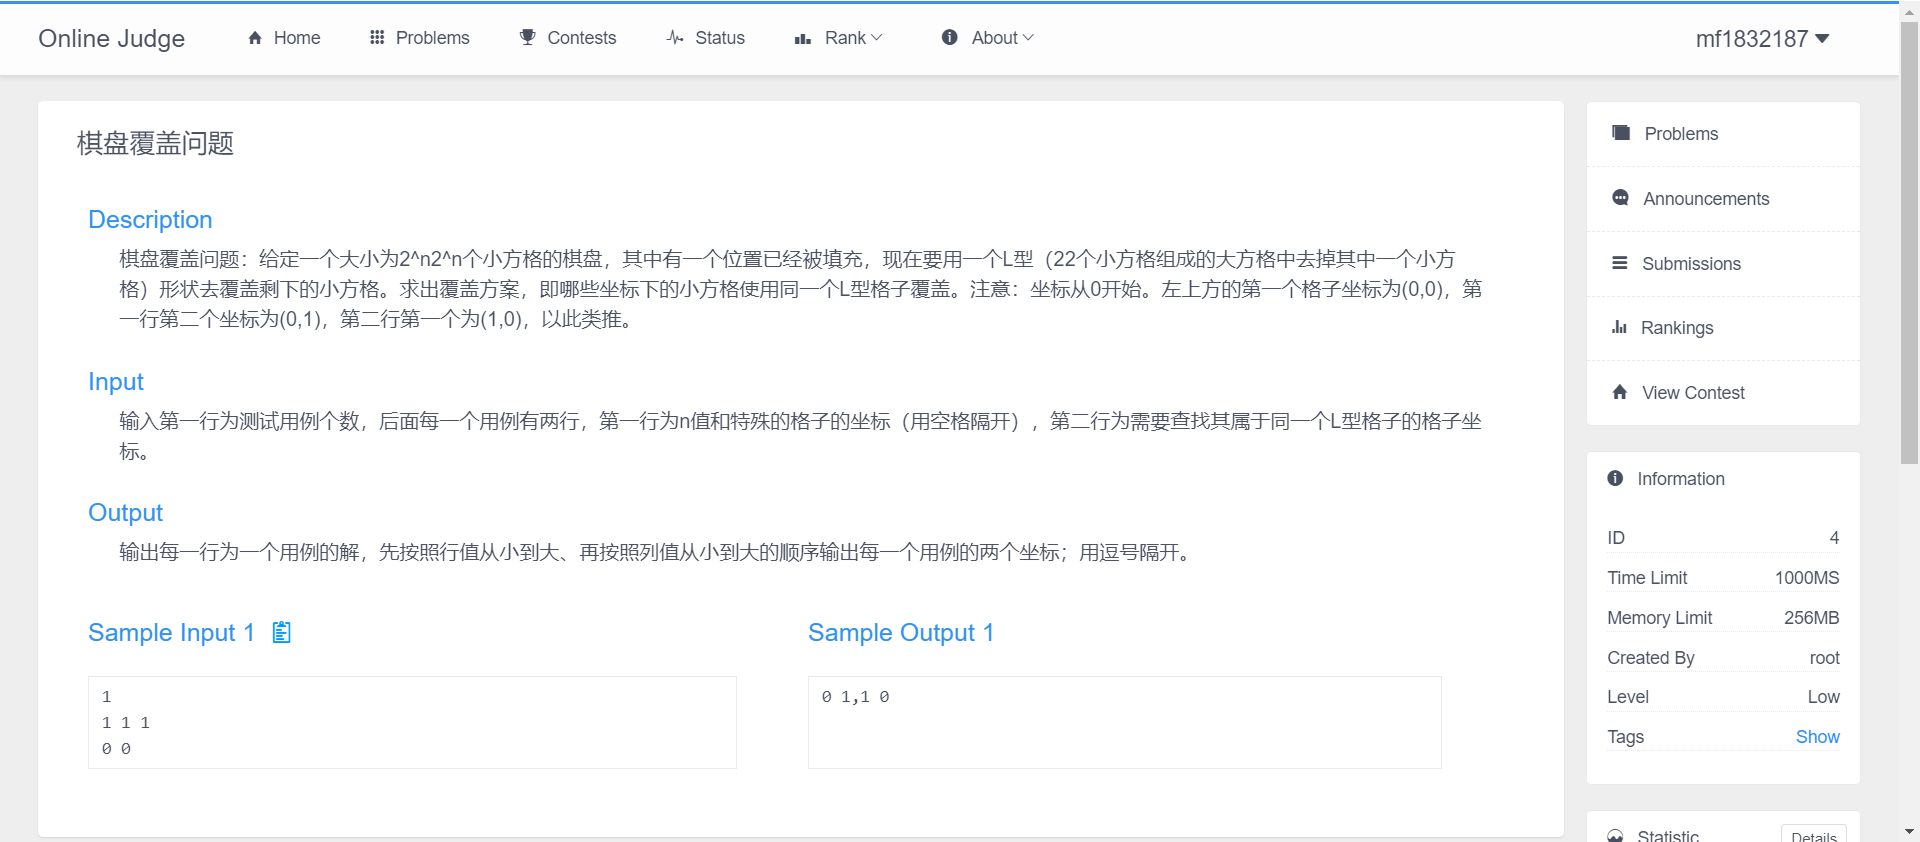 Online Judge Home Problems Contests Status Rank About mf1832187
棋盘覆盖问题
Description
棋盘覆盖问题：给定一个大小为2^n2^n个小方格的棋盘，其中有一个位置已经被填充，现在要用一个L型（22个小方格组成的大方格中去掉其中一个小方
格）形状去覆盖剩下的小方格。求出覆盖方案，即哪些坐标下的小方格使用同一个L型格子覆盖。注意：坐标从0开始。左上方的第一个格子坐标为(0,0)，第
一行第二个坐标为(0,1)，第二行第一个为(1,0)，以此类推。
Input
输入第一行为测试用例个数，后面每一个用例有两行，第一行为n值和特殊的格子的坐标（用空格隔开），第二行为需要查找其属于同一个L型格子的格子坐
标。
Output
输出每一行为一个用例的解，先按照行值从小到大、再按照列值从小到大的顺序输出每一个用例的两个坐标；用逗号隔开。
Sample Input 1
1
1 1 1
0 0
Sample Output 1
0 1,1 0
Problems
Announcements
Submissions
Rankings
View Contest
Information
ID 4
Time Limit 1000MS
Memory Limit 256MB
Created By root
Level Low
Tags Show
Statistic Details